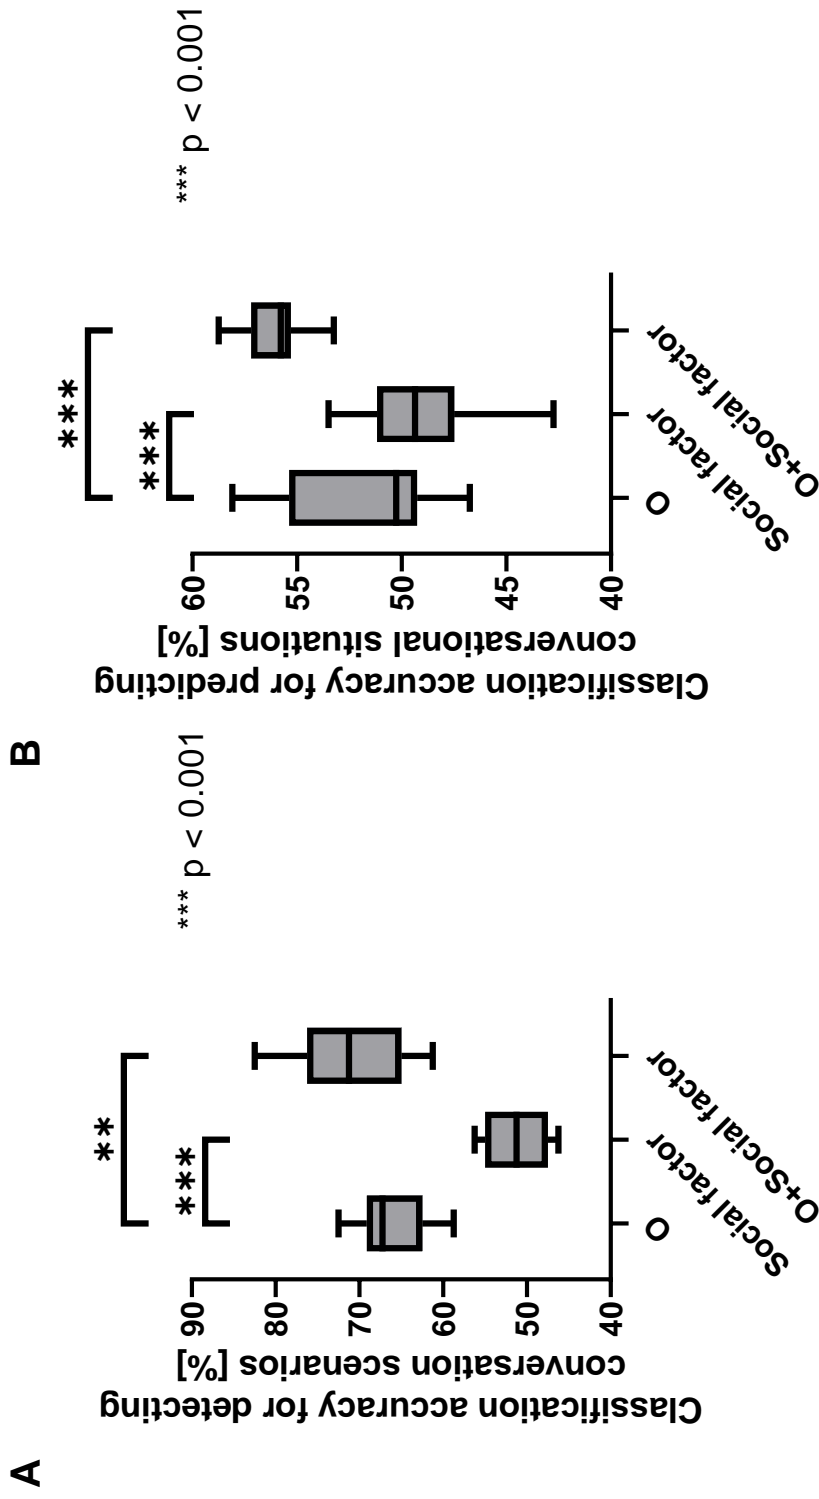 A
Classification accuracy for detecting
conversation scenarios [%]
90
80
70
60
50
40
**
***
O
Social factor
O+Social factor
*** p < 0.001
B
Classification accuracy for predicting
conversational situations [%]
60
55
50
45
40
***
***
O
Social factor
O+Social factor
*** p < 0.001